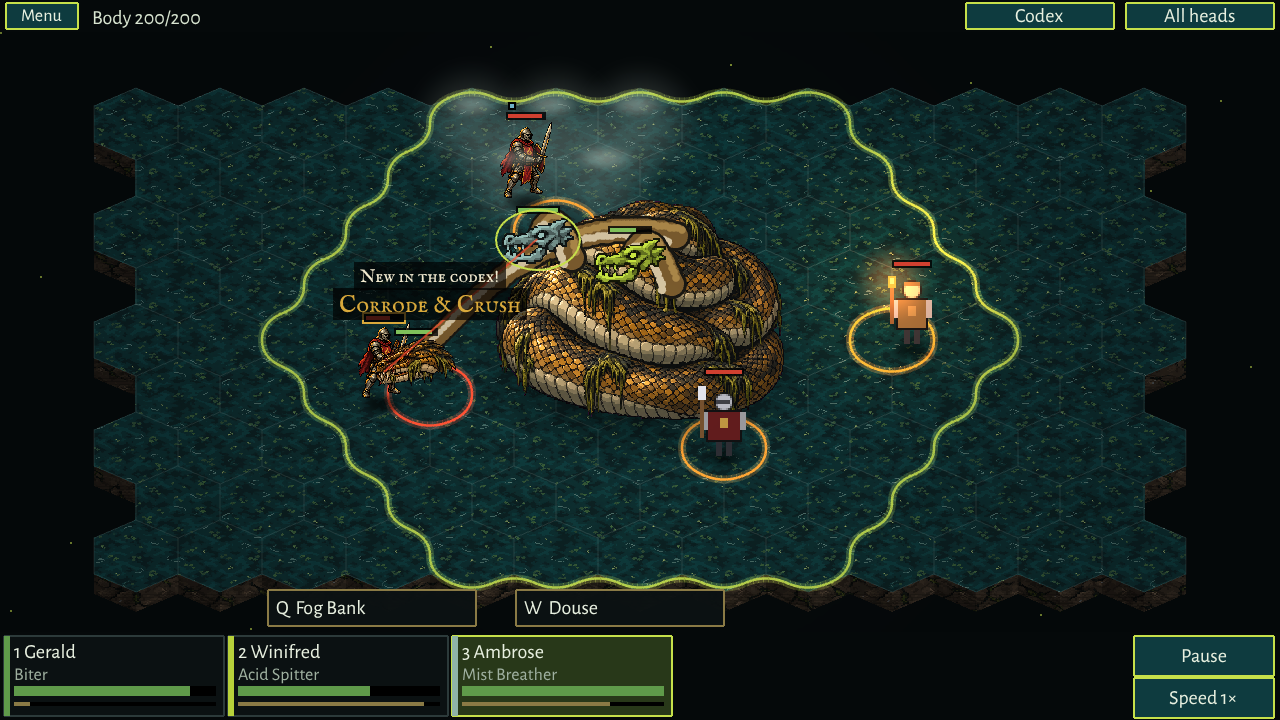 Menu
Body 200/200
Codex
All heads
New in the codex!
Corrode & Crush
Q Fog Bank
W Douse
1 Gerald
Biter
2 Winifred
Acid Spitter
3 Ambrose
Mist Breather
Pause
Speed 1×